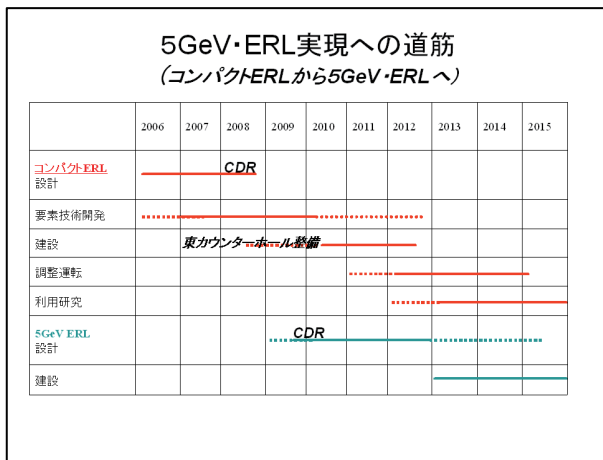 5GeV・ERL実現への道筋
(コンパクトERLから5GeV・ERLへ)
2006 2007 2008 2009 2010 2011 2012 2013 2014 2015
コンパクトERL CDR
設計
要素技術開発
建設 東カウンターホール整備
調整運転
利用研究
5GeV ERL CDR
設計
建設